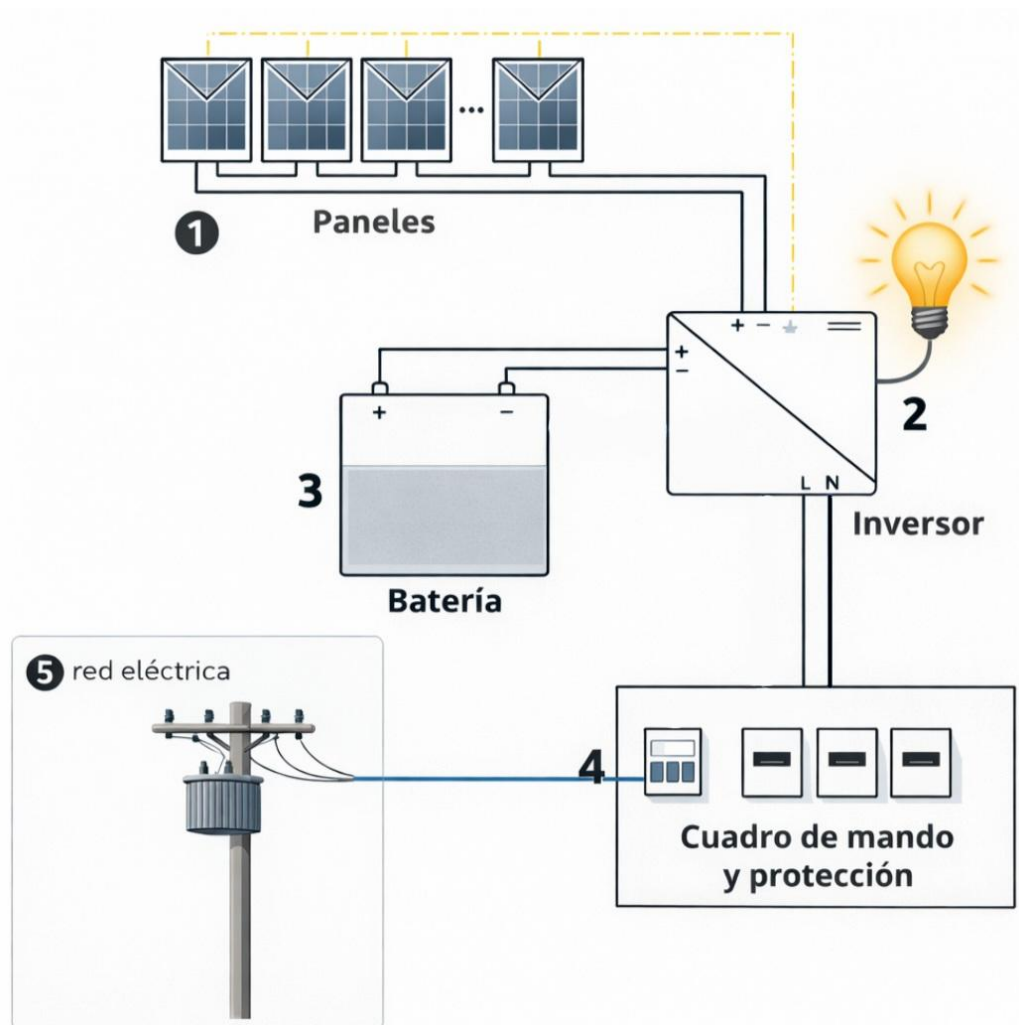 ...
1
Paneles
+ −
+
−
2
+ −
3
L N
Inversor
Batería
5 red eléctrica
4
Cuadro de mando
y protección